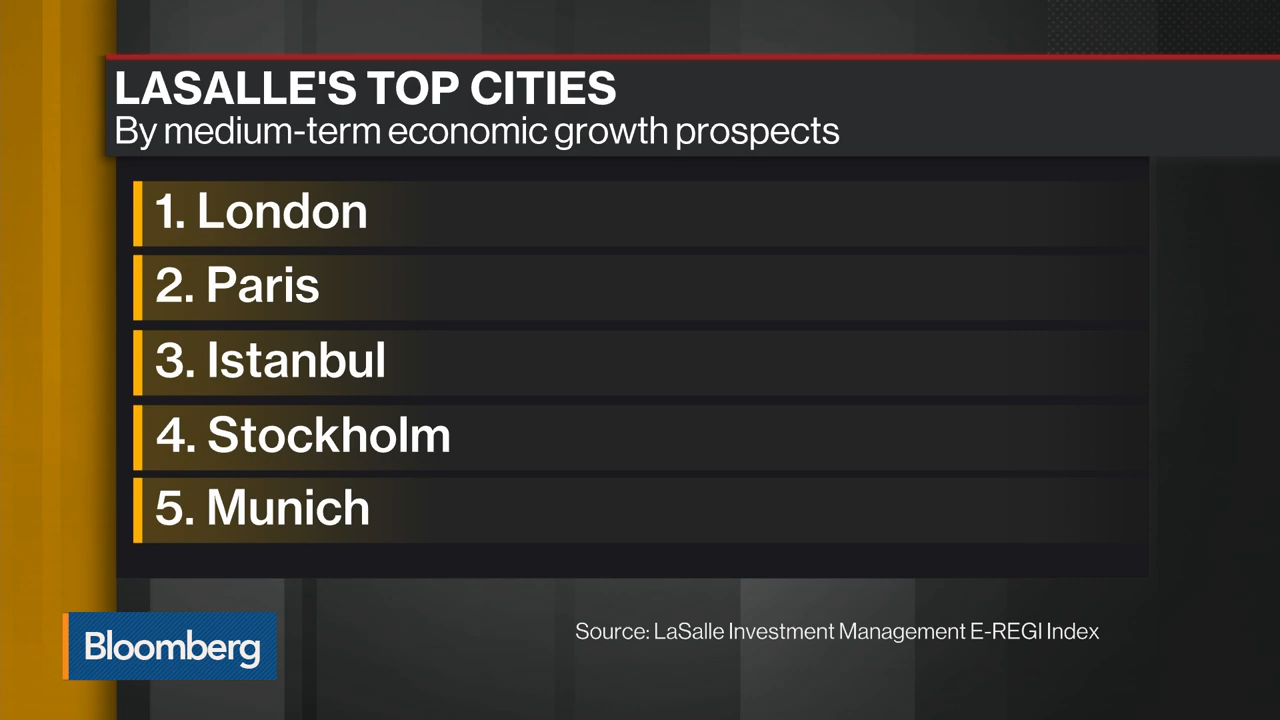 LASALLE'S TOP CITIES
By medium-term economic growth prospects
1. London
2. Paris
3. Istanbul
4. Stockholm
5. Munich
Source: LaSalle Investment Management E-REGI Index
Bloomberg